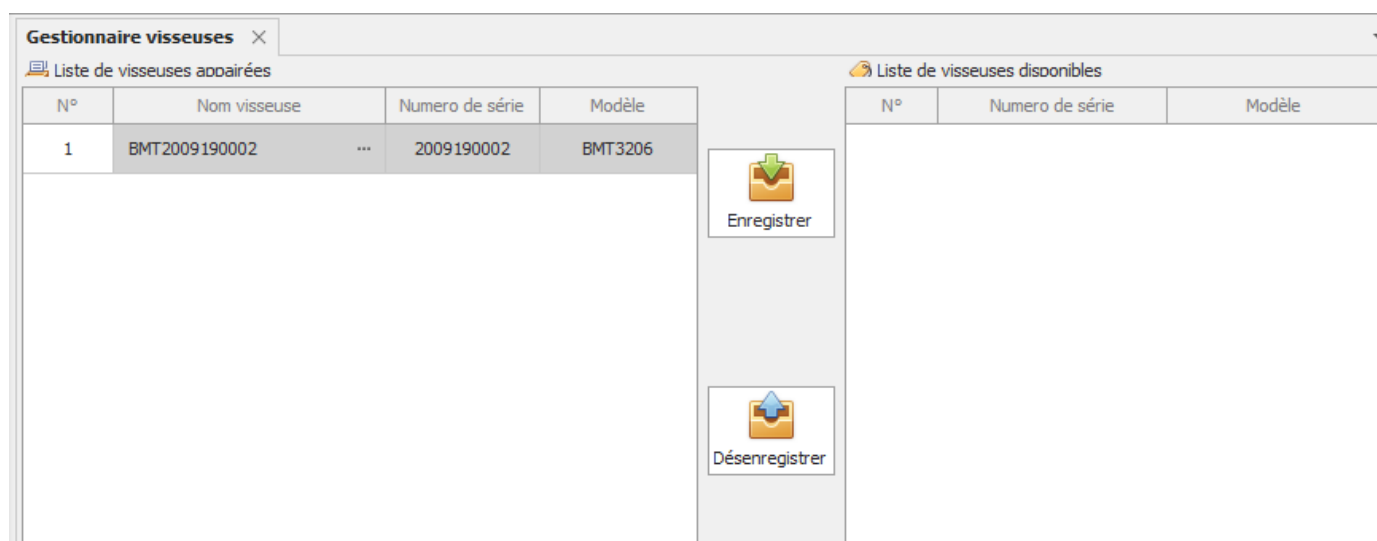 Gestionnaire visseuses
Liste de visseuses appairées
Liste de visseuses disponibles
N° Nom visseuse Numero de série Modèle
N° Numero de série Modèle
1 BMT2009190002 ... 2009190002 BMT3206
Enregistrer
Désenregistrer